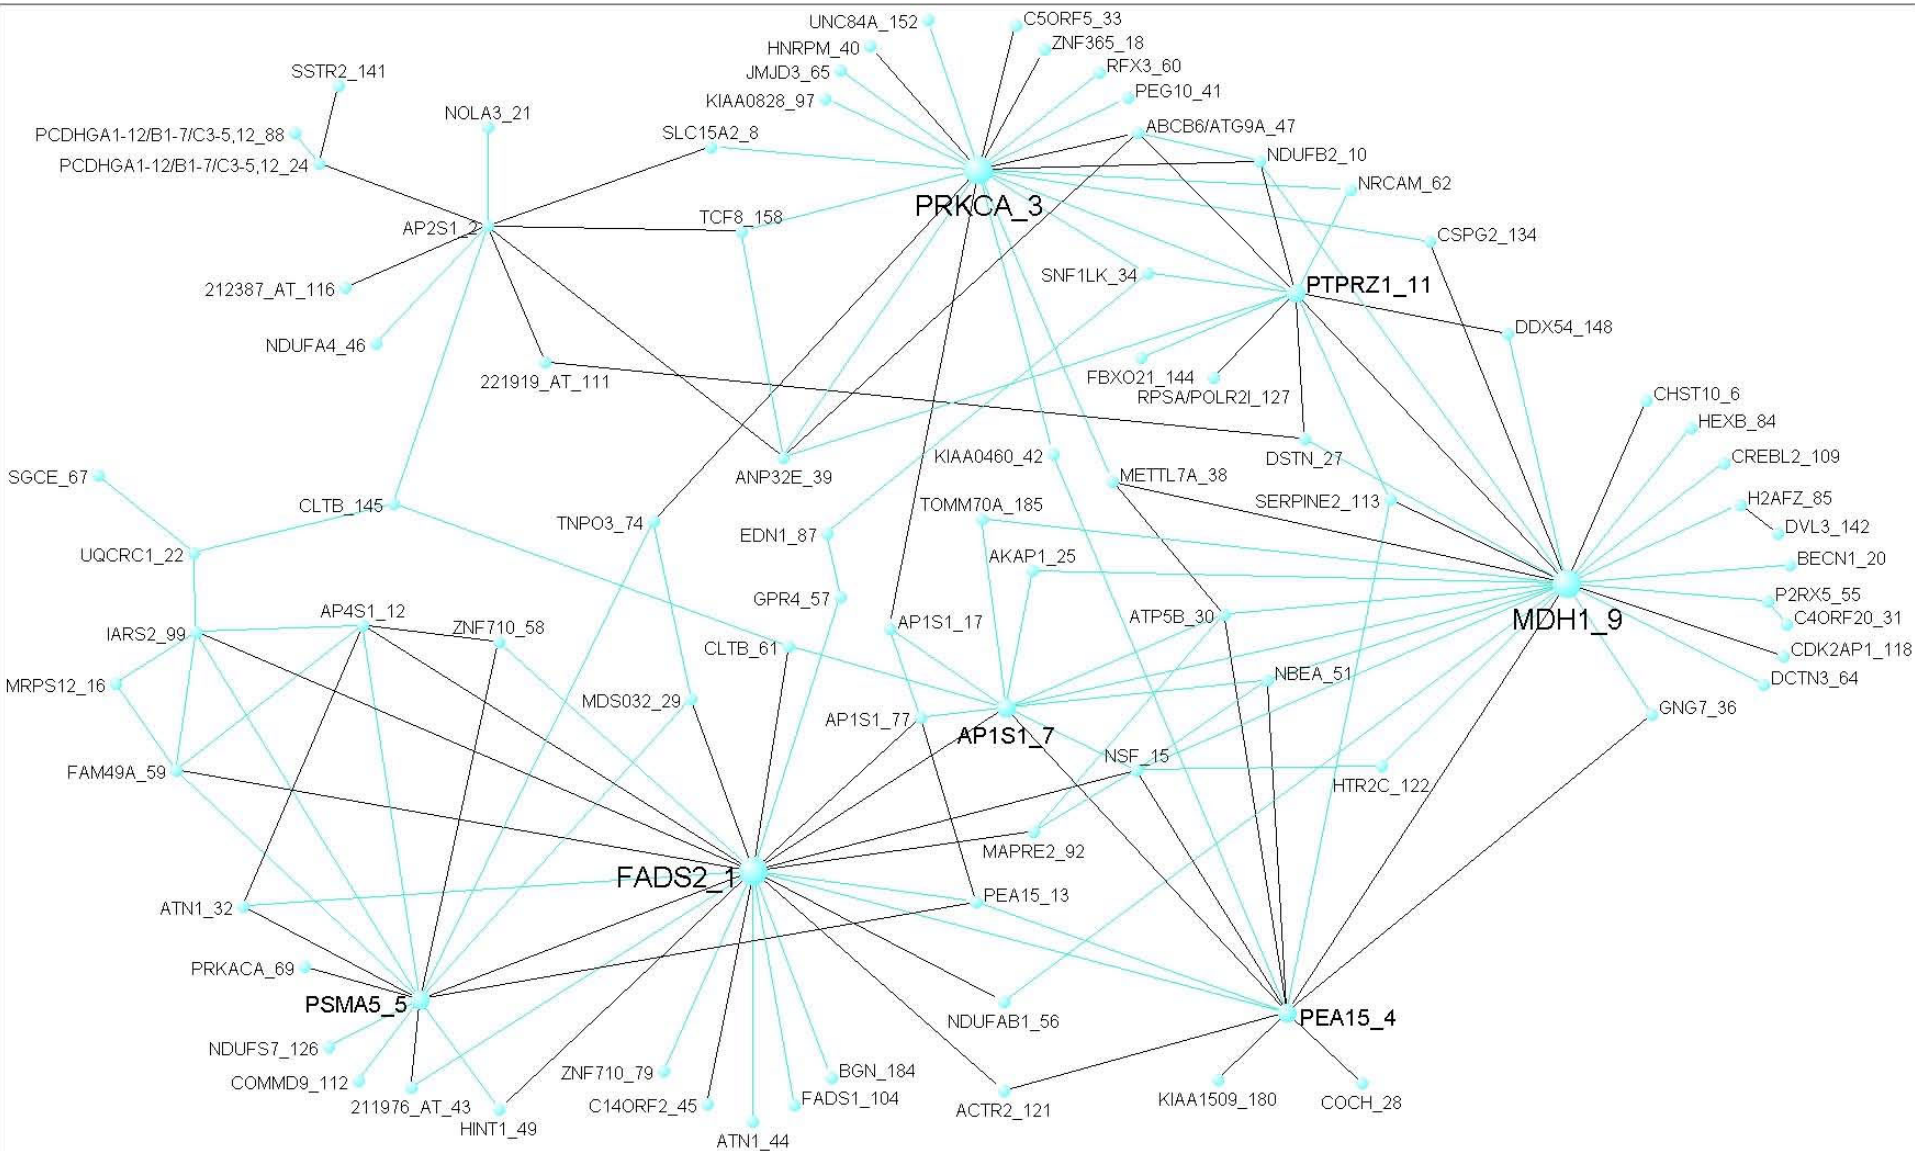 UNC84A_152
C5ORF5_33
HNRPM_40
ZNF365_18
JMJD3_65
RFX3_60
SSTR2_141
KIAA0828_97
PEG10_41
NOLA3_21
PCDHGA1-12/B1-7/C3-5,12_88
SLC15A2_8
ABCB6/ATG9A_47
PCDHGA1-12/B1-7/C3-5,12_24
NDUFB2_10
NRCAM_62
PRKCA_3
TCF8_158
AP2S1_2
CSPG2_134
SNF1LK_34
PTPRZ1_11
212387_AT_116
DDX54_148
NDUFA4_46
221919_AT_111
FBXO21_144
RPSA/POLR2I_127
CHST10_6
HEXB_84
KIAA0460_42
DSTN_27
CREBL2_109
ANP32E_39
METTL7A_38
SGCE_67
CLTB_145
TOMM70A_185
SERPINE2_113
H2AFZ_85
TNPO3_74
DVL3_142
EDN1_87
UQCRC1_22
AKAP1_25
BECN1_20
GPR4_57
P2RX5_55
AP4S1_12
ZNF710_58
AP1S1_17
ATP5B_30
MDH1_9
C4ORF20_31
IARS2_99
CLTB_61
CDK2AP1_118
NBEA_51
DCTN3_64
MRPS12_16
MDS032_29
AP1S1_77
AP1S1_7
GNG7_36
NSF_15
FAM49A_59
HTR2C_122
MAPRE2_92
FADS2_1
PEA15_13
ATN1_32
PRKACA_69
PSMA5_5
NDUFAB1_56
PEA15_4
NDUFS7_126
ZNF710_79
BGN_184
COMMD9_112
KIAA1509_180
COCH_28
211976_AT_43
C14ORF2_45
FADS1_104
ACTR2_121
HINT1_49
ATN1_44